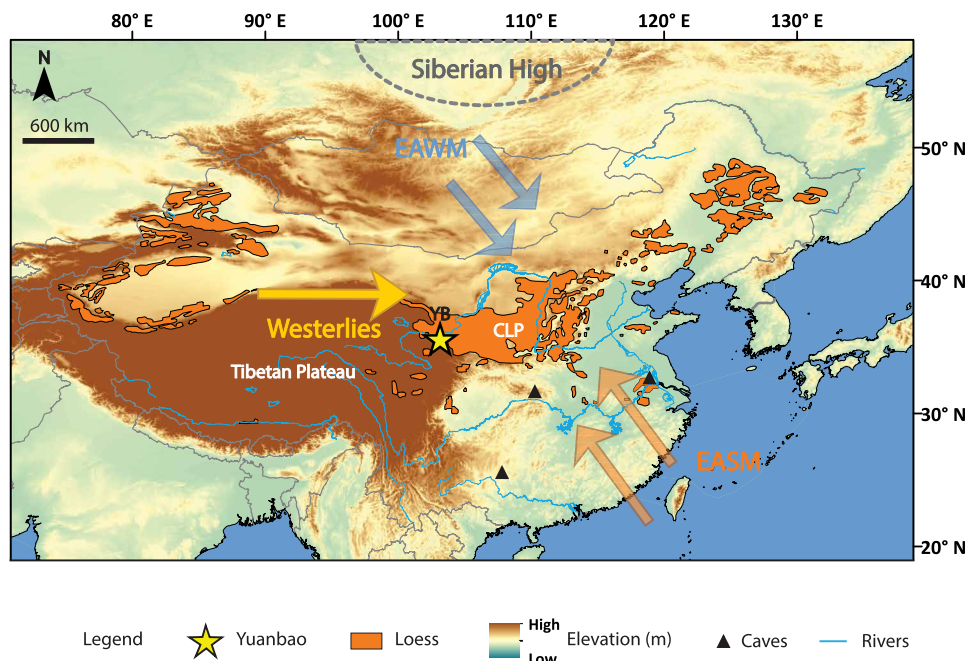 80° E 90° E 100° E 110° E 120° E 130° E
Siberian High
N
600 km
EAWM
50° N
40° N
YB
Westerlies
CLP
Tibetan Plateau
30° N
EASM
20° N
Legend Yuanbao Loess High Elevation (m) Caves Rivers
Low